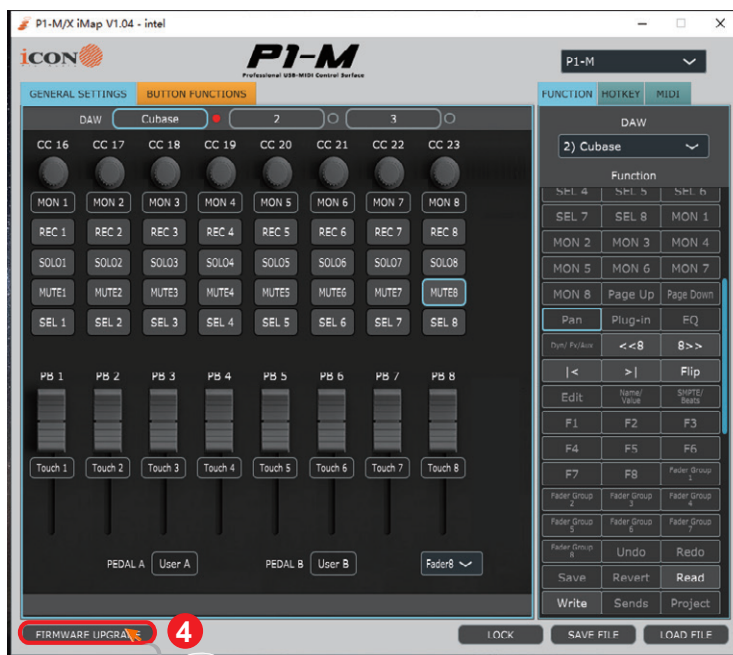 P1-M/X iMap V1.04 - intel
iCON
P1-M
Professional USB-MIDI Control Surface
P1-M
GENERAL SETTINGS BUTTON FUNCTIONS
FUNCTION HOTKEY MIDI
DAW Cubase 2 3
DAW
2) Cubase
Function
CC 16 CC 17 CC 18 CC 19 CC 20 CC 21 CC 22 CC 23
MON 1 MON 2 MON 3 MON 4 MON 5 MON 6 MON 7 MON 8
REC 1 REC 2 REC 3 REC 4 REC 5 REC 6 REC 7 REC 8
SOLO1 SOLO2 SOLO3 SOLO4 SOLO5 SOLO6 SOLO7 SOLO8
MUTE1 MUTE2 MUTE3 MUTE4 MUTE5 MUTE6 MUTE7 MUTE8
SEL 1 SEL 2 SEL 3 SEL 4 SEL 5 SEL 6 SEL 7 SEL 8
PB 1 PB 2 PB 3 PB 4 PB 5 PB 6 PB 7 PB 8
Touch 1 Touch 2 Touch 3 Touch 4 Touch 5 Touch 6 Touch 7 Touch 8
PEDAL A User A PEDAL B User B Fader8
SEL 4 SEL 5 SEL 6
SEL 7 SEL 8 MON 1
MON 2 MON 3 MON 4
MON 5 MON 6 MON 7
MON 8 Page Up Page Down
Pan Plug-in EQ
Dyn/ Fx/Aux <<8 8>>
|< >| Flip
Edit Name/ Value SMPTE/ Beats
F1 F2 F3
F4 F5 F6
F7 F8 Fader Group 1
Fader Group 2 Fader Group 3 Fader Group 4
Fader Group 5 Fader Group 6 Fader Group 7
Fader Group 8 Undo Redo
Save Revert Read
Write Sends Project
FIRMWARE UPGRADE 4 LOCK SAVE FILE LOAD FILE